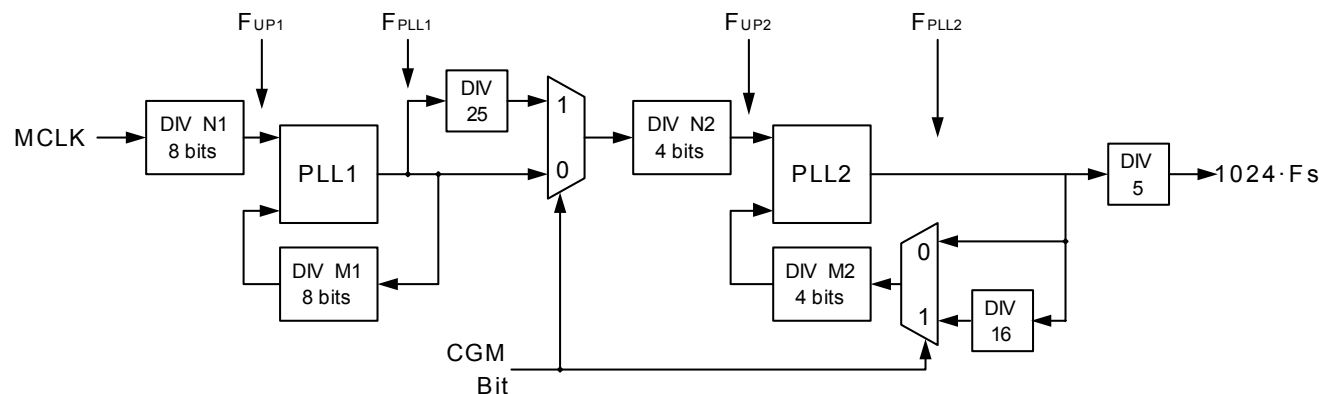 FUP1 FPLL1 FUP2 FPLL2
DIV
25
1
0
MCLK
DIV N1
8 bits
PLL1
DIV N2
4 bits
PLL2
DIV
5
1024·Fs
DIV M1
8 bits
DIV M2
4 bits
0
1
DIV
16
CGM
Bit